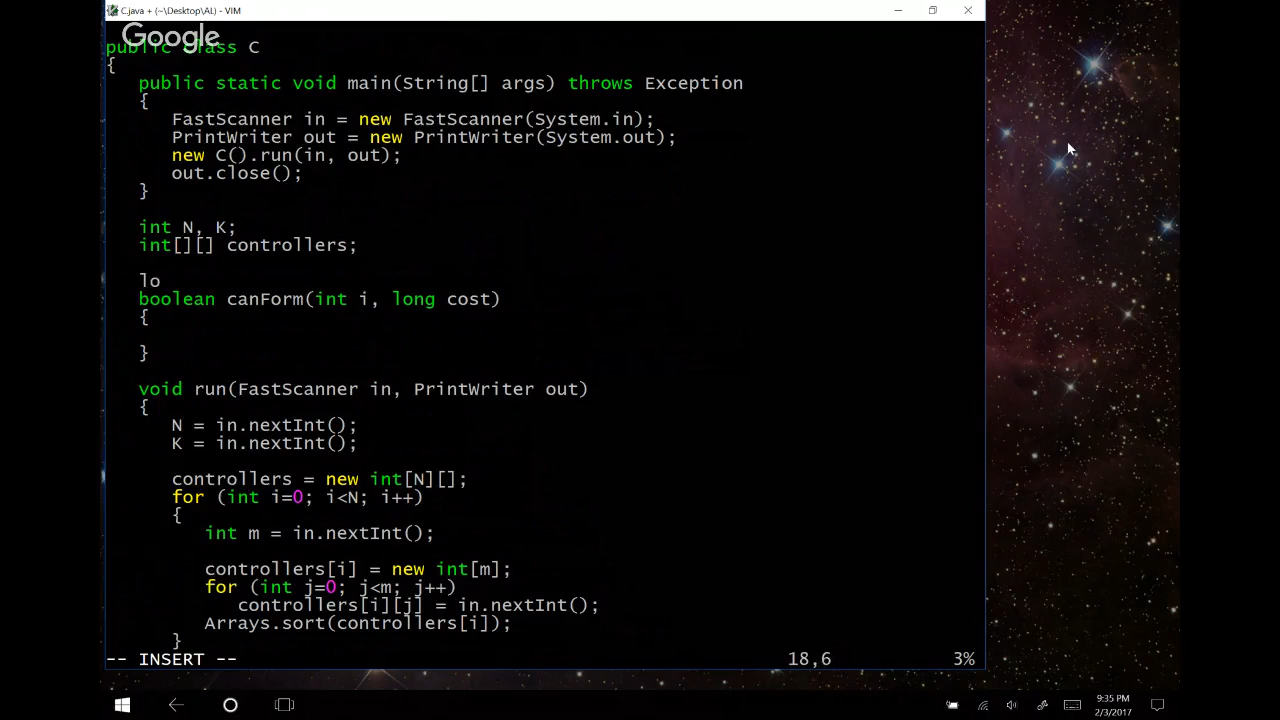 C.java + (~\Desktop\AL) - VIM
Google
public class C
{
public static void main(String[] args) throws Exception
{
FastScanner in = new FastScanner(System.in);
PrintWriter out = new PrintWriter(System.out);
new C().run(in, out);
out.close();
}
int N, K;
int[][] controllers;
lo
boolean canForm(int i, long cost)
{
}
void run(FastScanner in, PrintWriter out)
{
N = in.nextInt();
K = in.nextInt();
controllers = new int[N][];
for (int i=0; i<N; i++)
{
int m = in.nextInt();
controllers[i] = new int[m];
for (int j=0; j<m; j++)
controllers[i][j] = in.nextInt();
Arrays.sort(controllers[i]);
}
-- INSERT -- 18,6 3%
9:35 PM
2/3/2017